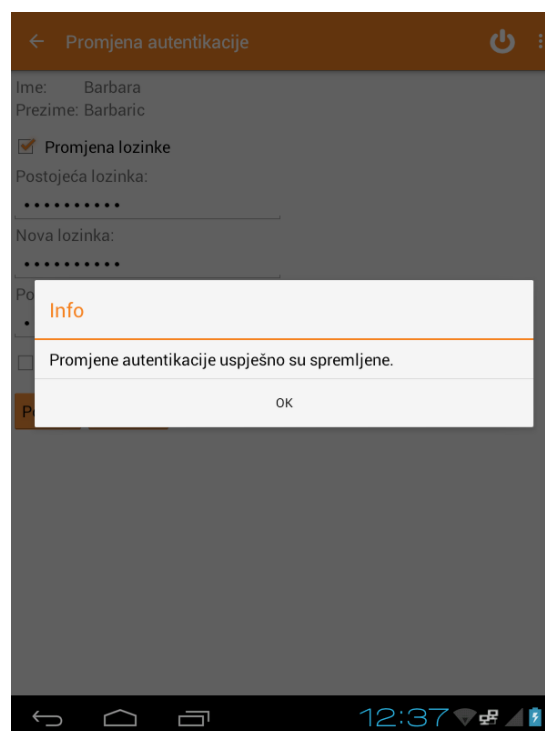 Promjena autentikacije
Ime: Barbara
Prezime: Barbaric
Promjena lozinke
Postojeća lozinka:
Nova lozinka:
Info
Promjene autentikacije uspješno su spremljene.
OK
12:37